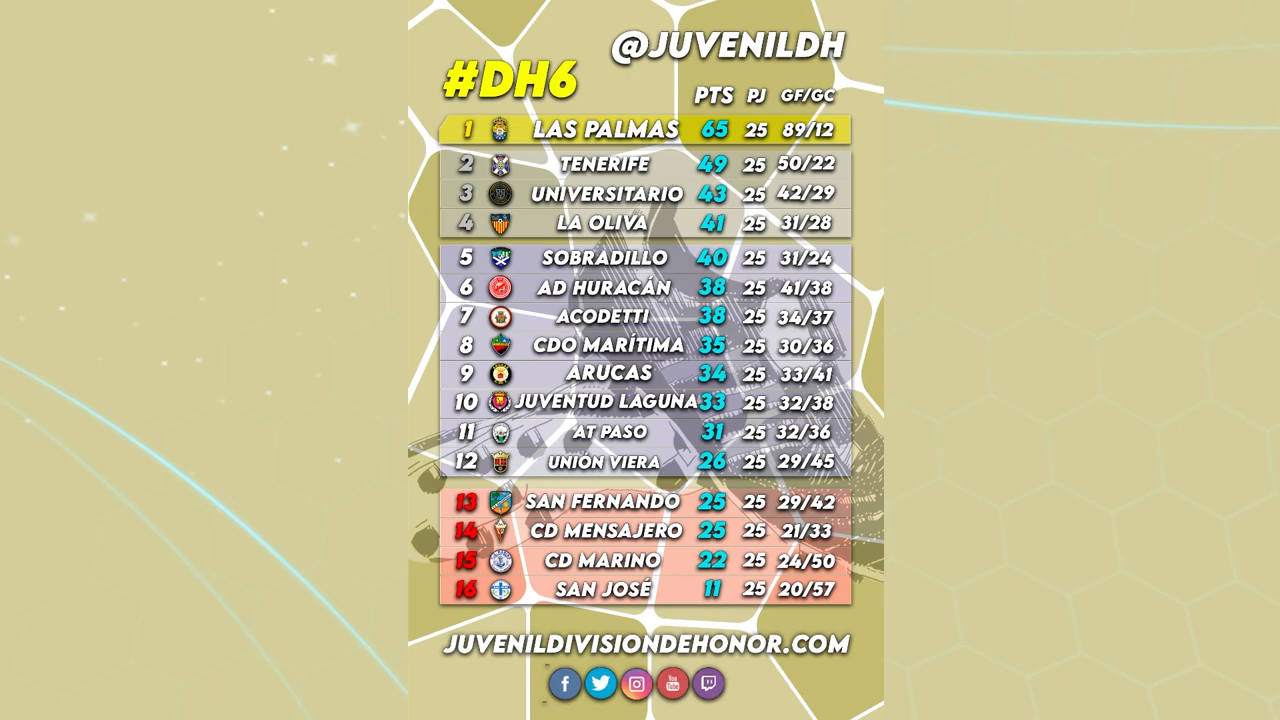 @JUVENILDH
#DH6
PTS PJ GF/GC
1 LAS PALMAS 65 25 89/12
2 TENERIFE 49 25 50/22
3 UNIVERSITARIO 43 25 42/29
4 LA OLIVA 41 25 31/28
5 SOBRADILLO 40 25 31/24
6 AD HURACÁN 38 25 41/38
7 ACODETTI 38 25 34/37
8 CDO MARÍTIMA 35 25 30/36
9 ARUCAS 34 25 33/41
10 JUVENTUD LAGUNA 33 25 32/38
11 AT PASO 31 25 32/36
12 UNIÓN VIERA 26 25 29/45
13 SAN FERNANDO 25 25 29/42
14 CD MENSAJERO 25 25 21/33
15 CD MARINO 22 25 24/50
16 SAN JOSÉ 11 25 20/57
JUVENILDIVISIONDEHONOR.COM
You Tube